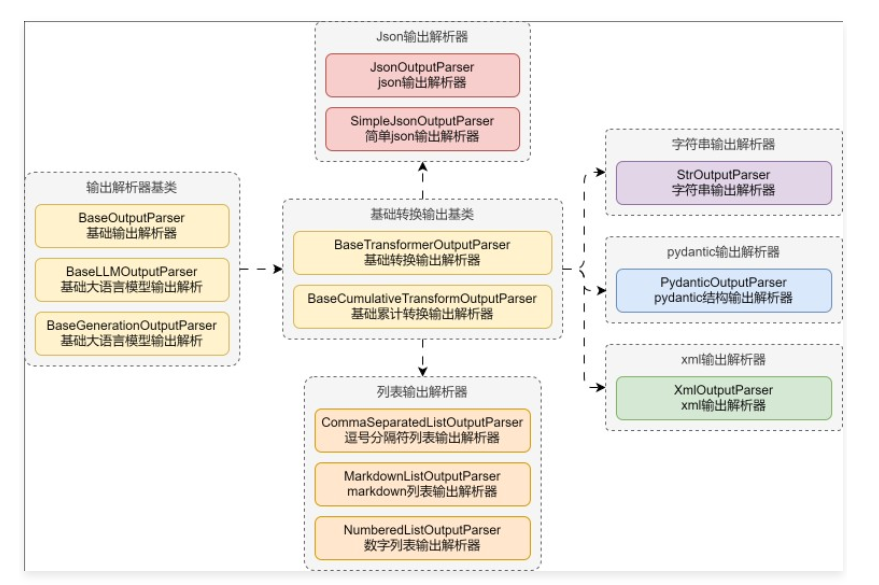 Json输出解析器
JsonOutputParser
json输出解析器
SimpleJsonOutputParser
简单json输出解析器
输出解析器基类
BaseOutputParser
基础输出解析器
BaseLLMOutputParser
基础大语言模型输出解析
BaseGenerationOutputParser
基础大语言模型输出解析
基础转换输出基类
BaseTransformerOutputParser
基础转换输出解析器
BaseCumulativeTransformOutputParser
基础累计转换输出解析器
字符串输出解析器
StrOutputParser
字符串输出解析器
pydantic输出解析器
PydanticOutputParser
pydantic结构输出解析器
xml输出解析器
XmlOutputParser
xml输出解析器
列表输出解析器
CommaSeparatedListOutputParser
逗号分隔符列表输出解析器
MarkdownListOutputParser
markdown列表输出解析器
NumberedListOutputParser
数字列表输出解析器